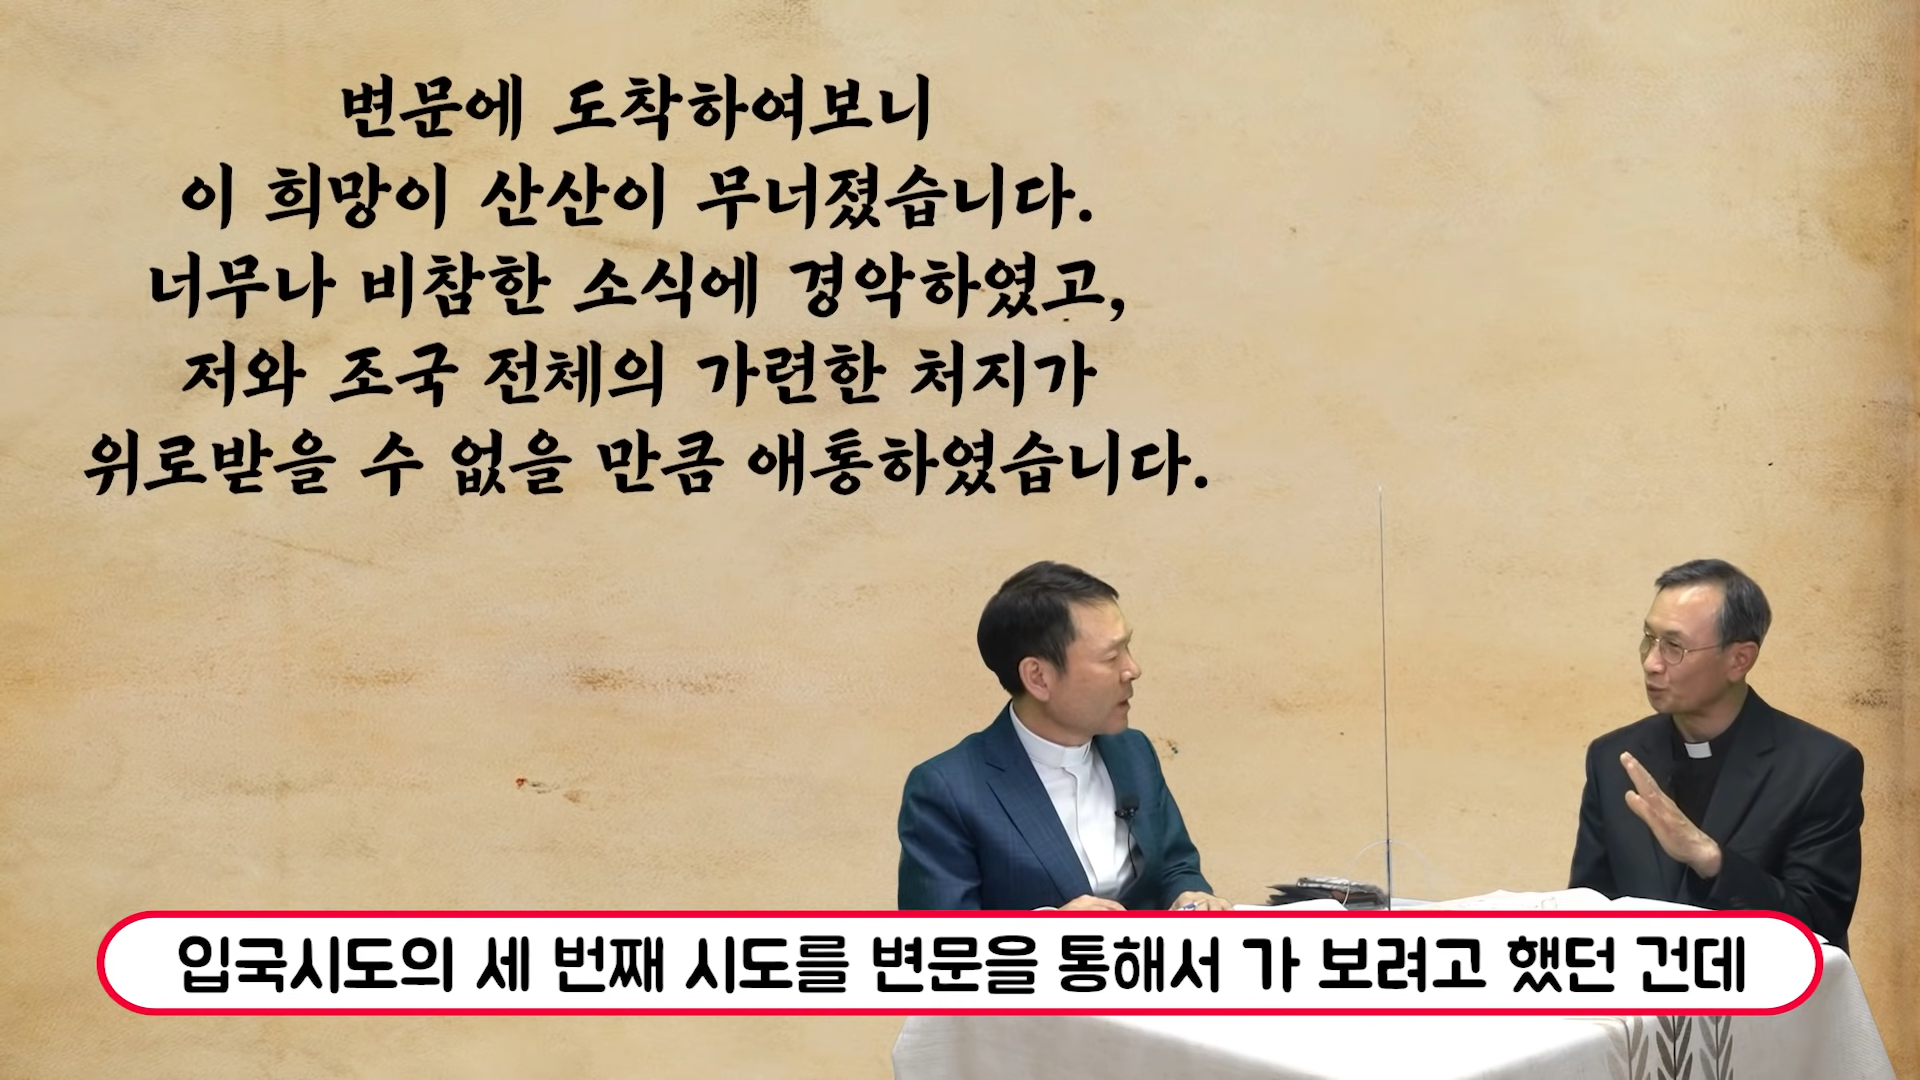 변문에 도착하여보니
이 희망이 산산이 무너졌습니다.
너무나 비참한 소식에 경악하였고,
저와 조국 전체의 가련한 처지가
위로받을 수 없을 만큼 애통하였습니다.
입국시도의 세 번째 시도를 변문을 통해서 가 보려고 했던 건데